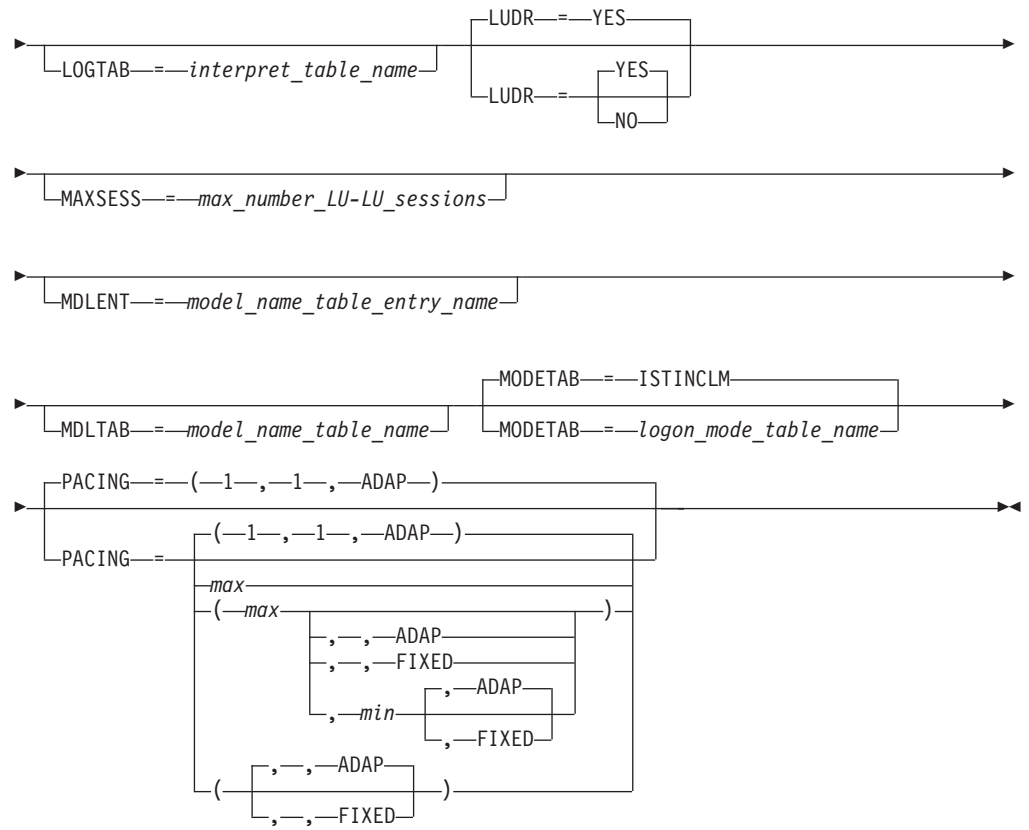 LUDR = YES
LOGTAB = interpret_table_name
YES
LUDR =
NO
MAXSESS = max_number_LU-LU_sessions
MDLENT = model_name_table_entry_name
MODETAB = ISTINCLM
MDLTAB = model_name_table_name
MODETAB = logon_mode_table_name
PACING = ( 1 , 1 , ADAP )
( 1 , 1 , ADAP )
PACING =
max
( max )
, , ADAP
, , FIXED
, ADAP
, min
, FIXED
, , ADAP
( )
, , FIXED